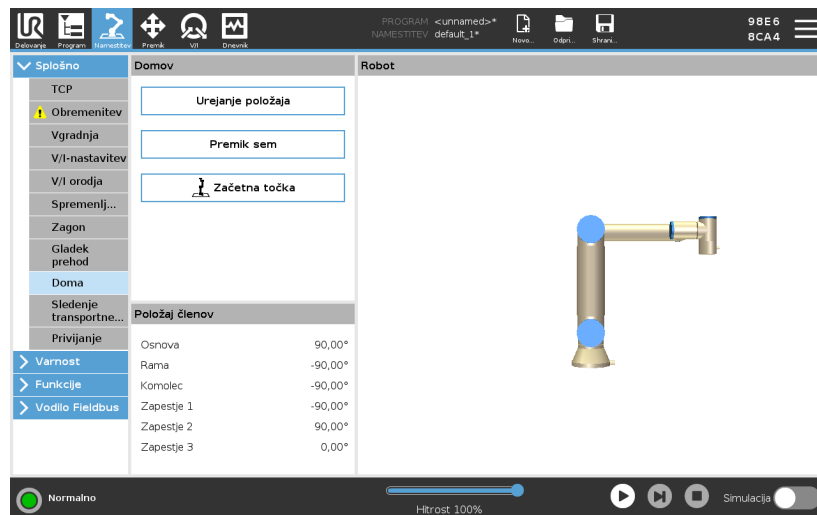 UR
PROGRAM <unnamed>*
NAMESTITEV default_1*
98E6
8CA4
Delovanje Program Namestitev Premik V/I Dnevnik Novo... Odpri... Shrani...
Splošno
TCP
Obremenitev
Vgradnja
V/I-nastavitev
V/I orodja
Spremenlj...
Zagon
Gladek
prehod
Doma
Sledenje
transportne...
Privijanje
Varnost
Funkcije
Vodilo Fieldbus
Domov
Urejanje položaja
Premik sem
Začetna točka
Položaj členov
Osnova 90,00°
Rama -90,00°
Komolec -90,00°
Zapestje 1 -90,00°
Zapestje 2 90,00°
Zapestje 3 0,00°
Robot
Normalno
Hitrost 100%
Simulacija